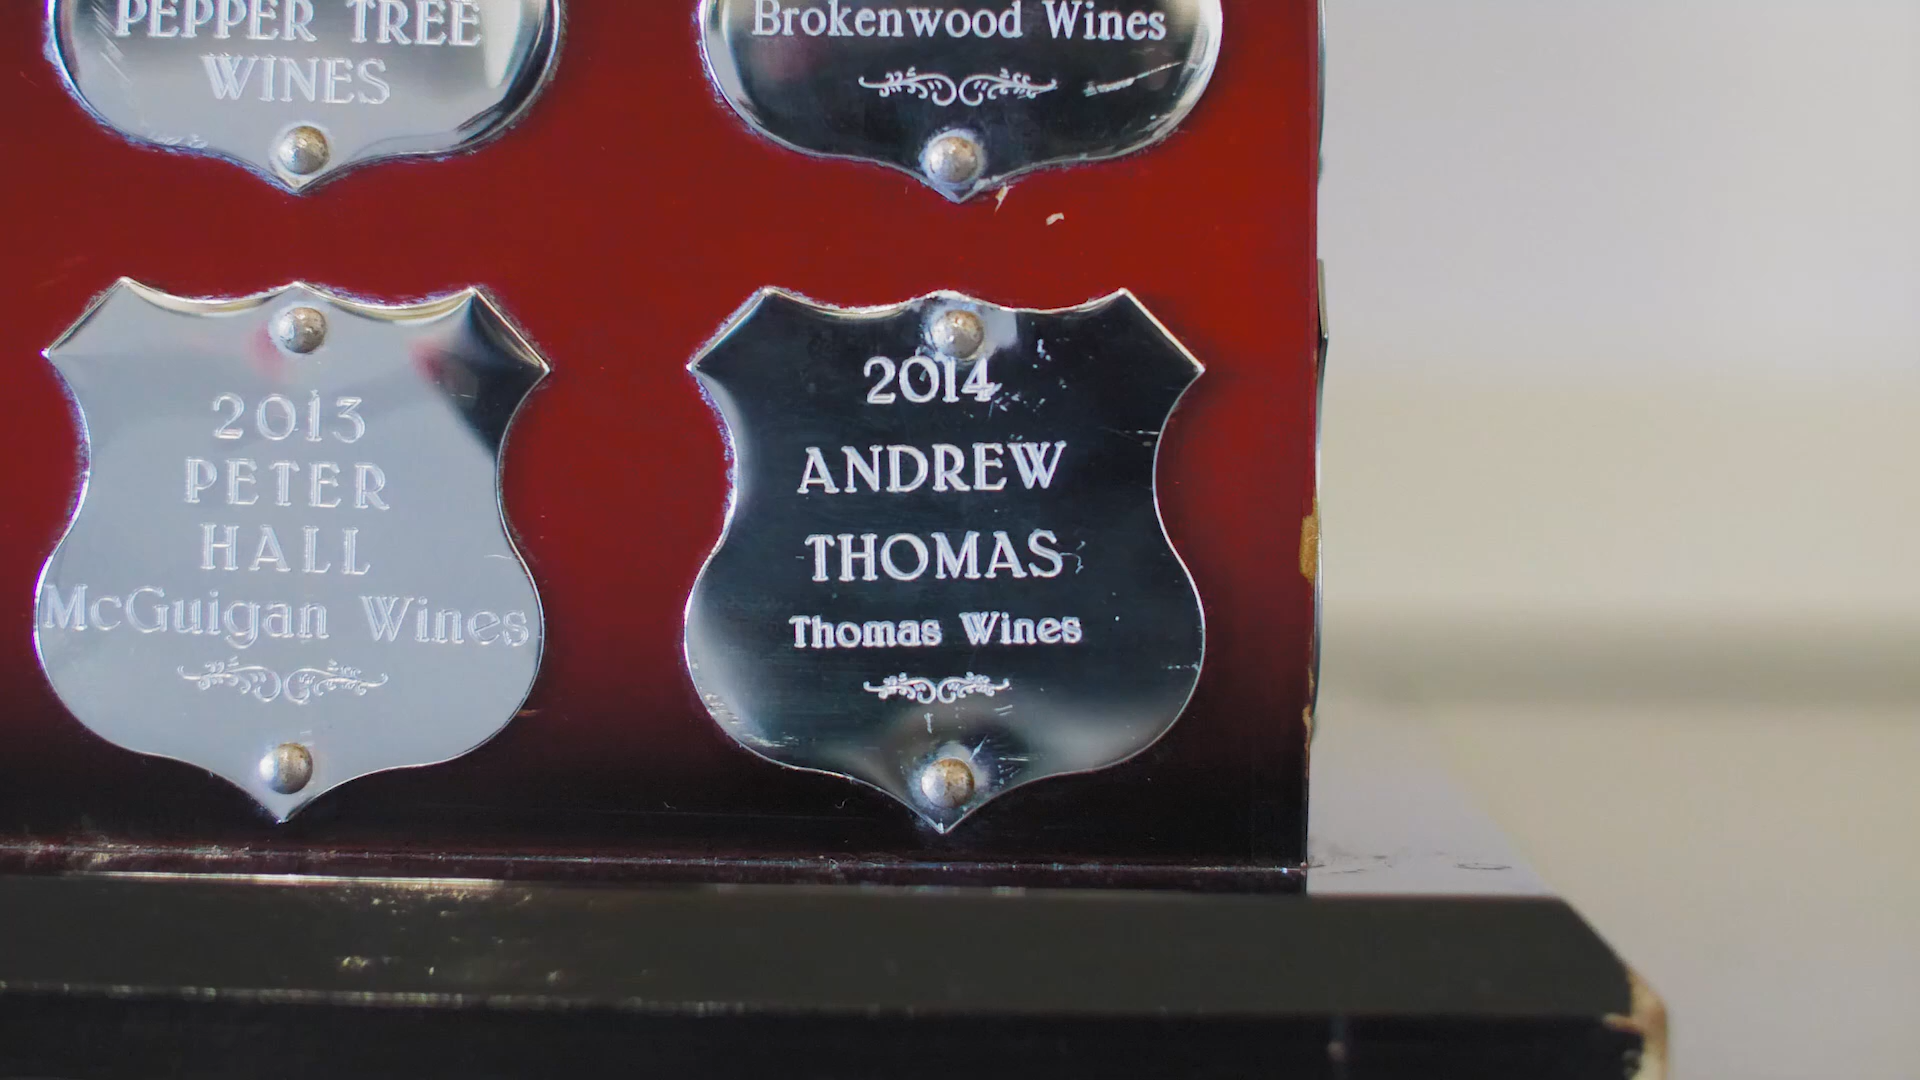 PEPPER TREE
WINES
Brokenwood Wines
2013
PETER
HALL
McGuigan Wines
2014
ANDREW
THOMAS
Thomas Wines